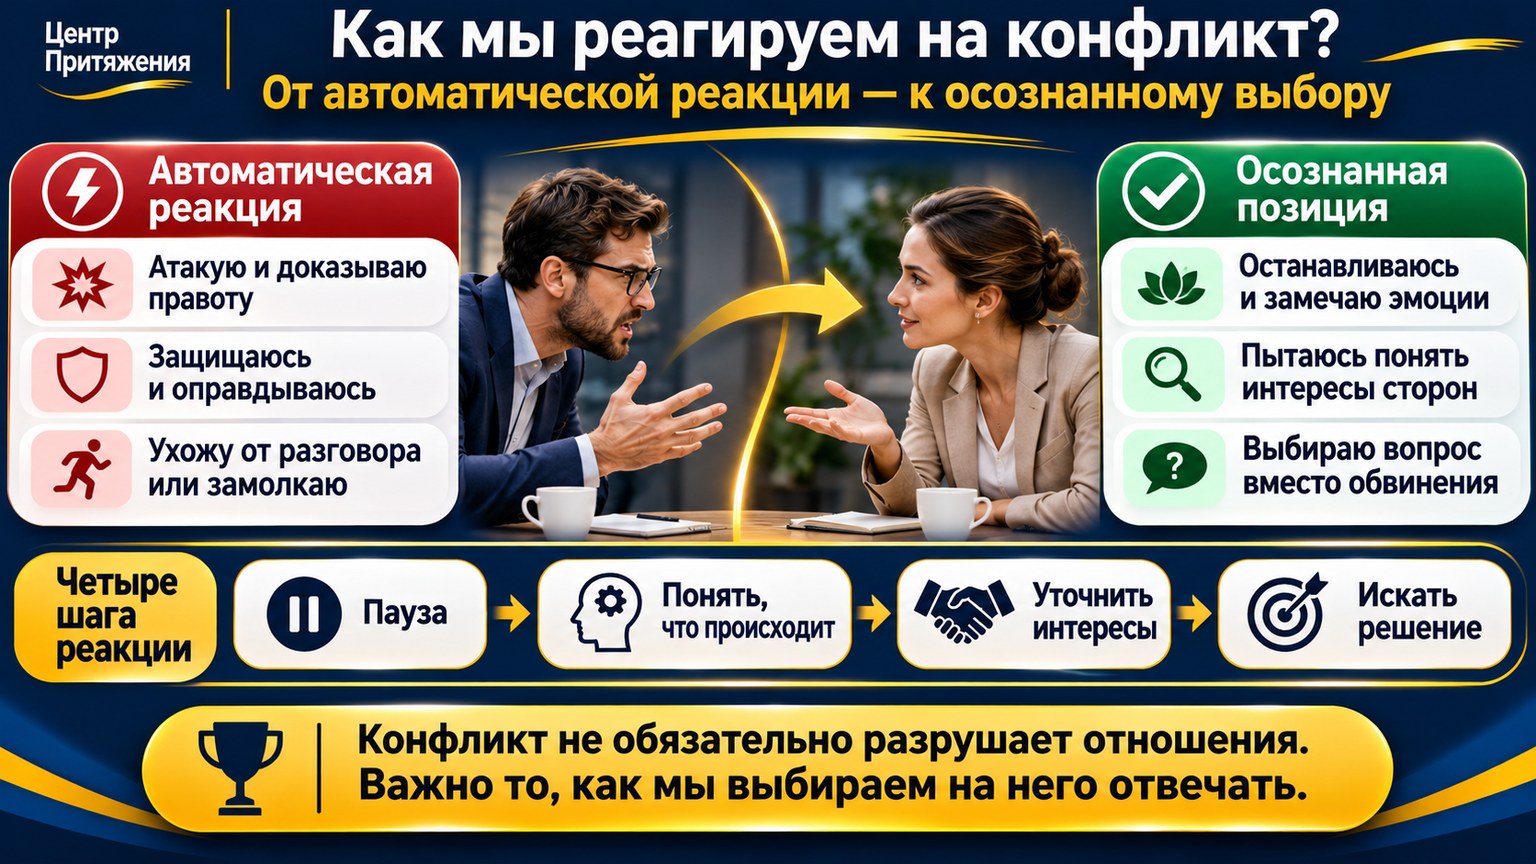 Центр
Притяжения
Как мы реагируем на конфликт?
От автоматической реакции — к осознанному выбору
Автоматическая
реакция
Атакую и доказываю
правоту
Защищаюсь
и оправдываюсь
Ухожу от разговора
или замолкаю
Осознанная
позиция
Останавливаюсь
и замечаю эмоции
Пытаюсь понять
интересы сторон
?
Выбираю вопрос
вместо обвинения
Четыре
шага
реакции
Пауза
Понять,
что происходит
Уточнить
интересы
Искать
решение
Конфликт не обязательно разрушает отношения.
Важно то, как мы выбираем на него отвечать.